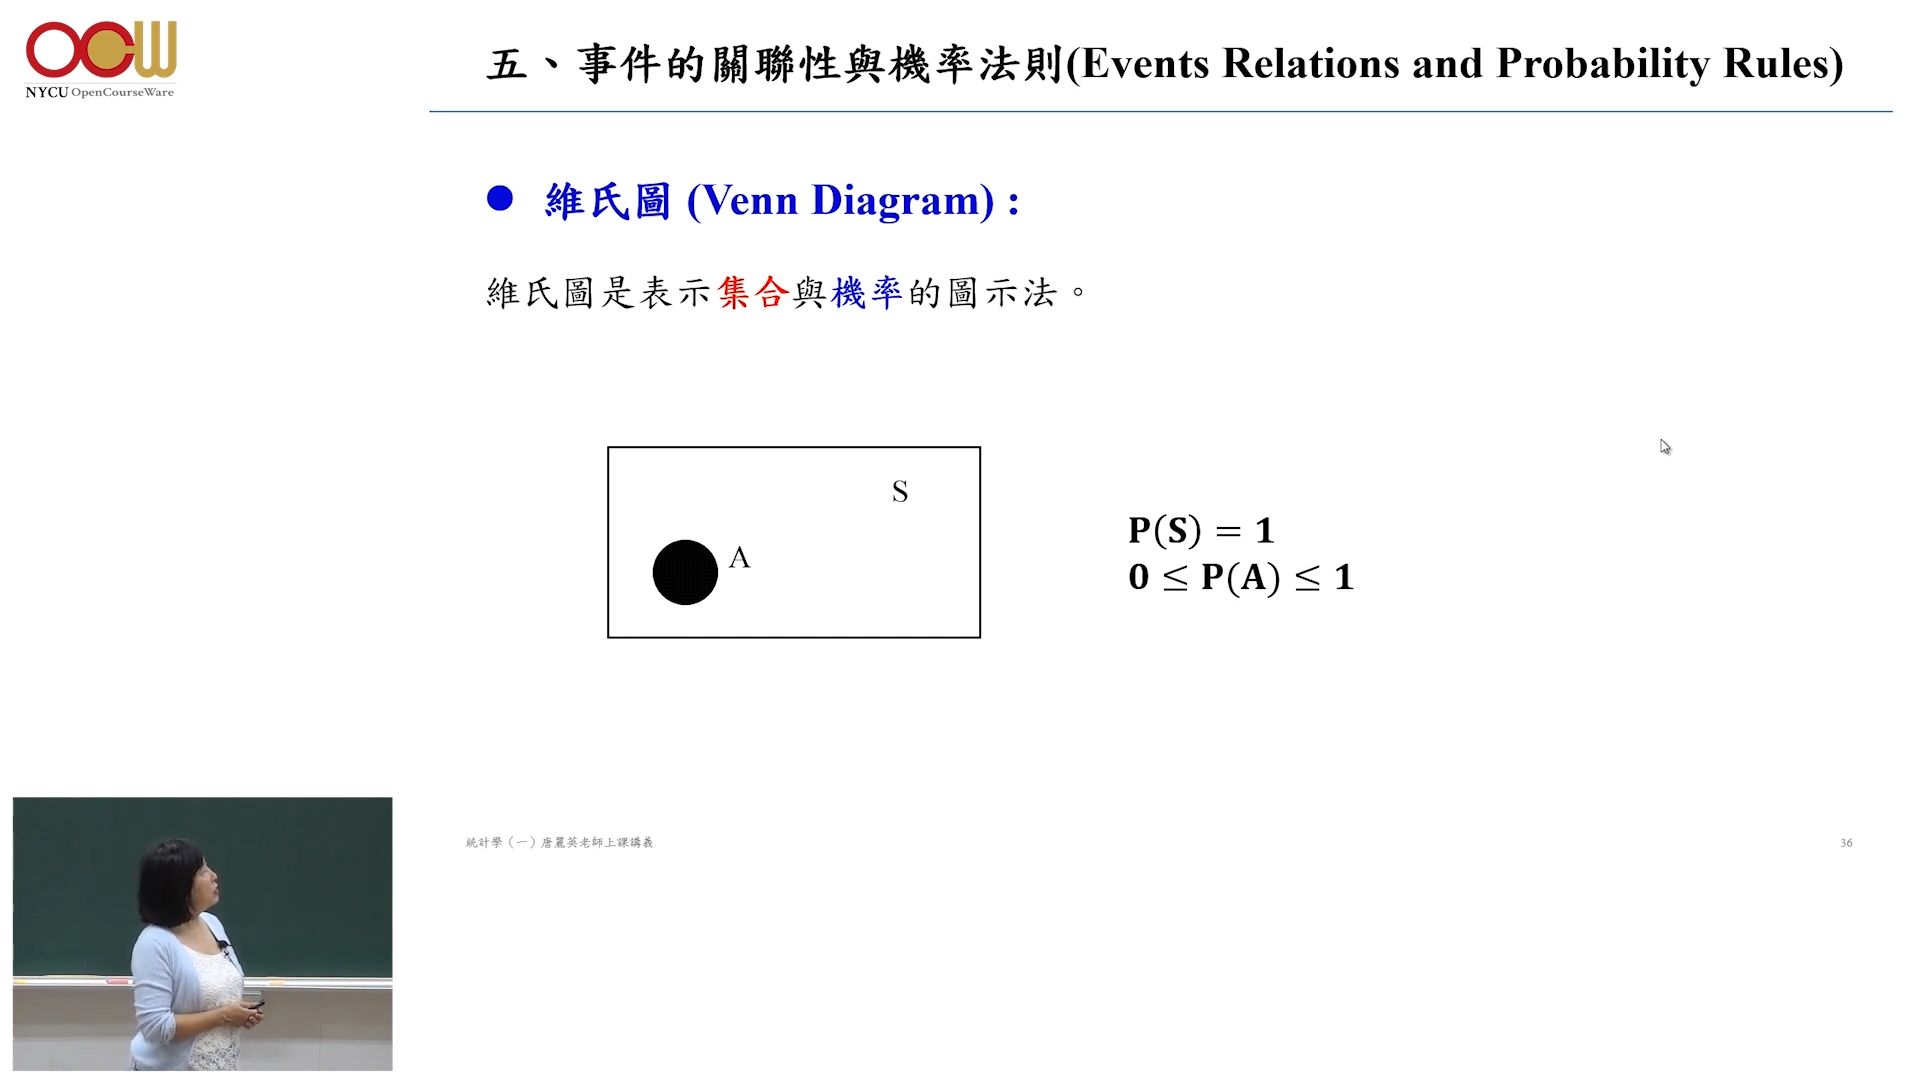 OCW
NYCU OpenCourseWare
五、事件的關聯性與機率法則(Events Relations and Probability Rules)
● 維氏圖 (Venn Diagram) :
維氏圖是表示集合與機率的圖示法。
S
A
P(S) = 1
0 ≤ P(A) ≤ 1
統計學（一）唐麗英老師上課講義
36